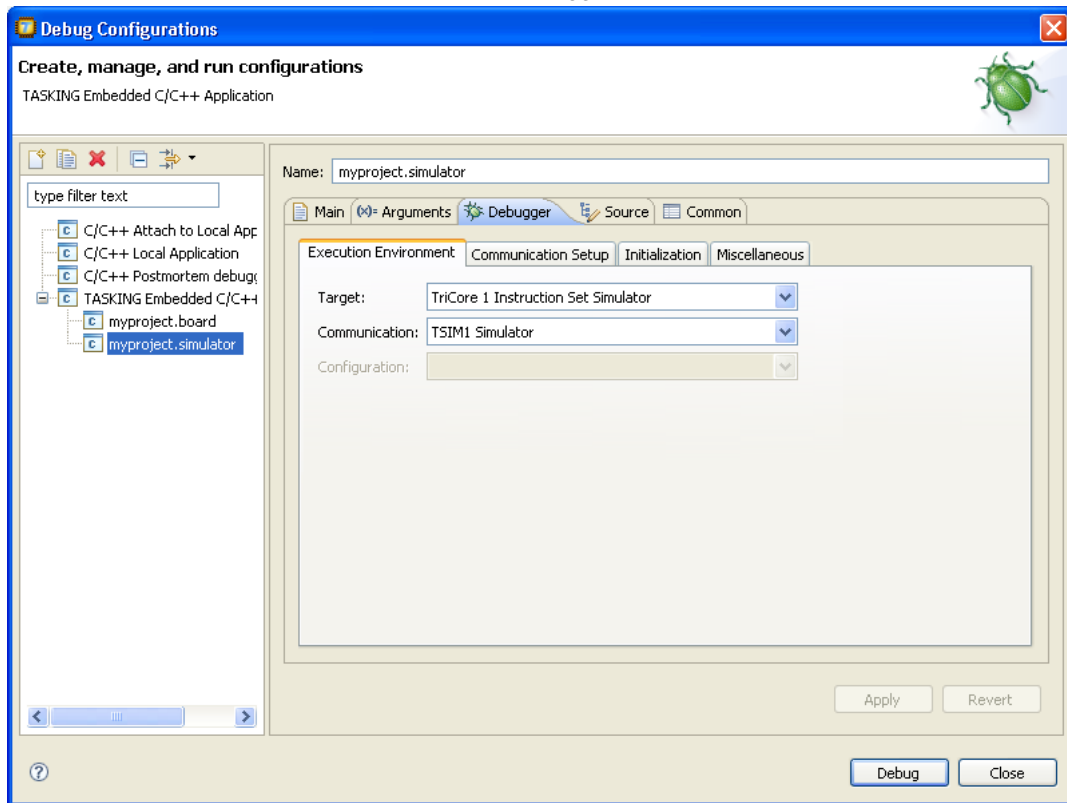 Debug Configurations
Create, manage, and run configurations
TASKING Embedded C/C++ Application
type filter text
C/C++ Attach to Local App
C/C++ Local Application
C/C++ Postmortem debugg
TASKING Embedded C/C++
myproject.board
myproject.simulator
Name: myproject.simulator
Main (x)= Arguments Debugger Source Common
Execution Environment Communication Setup Initialization Miscellaneous
Target: TriCore 1 Instruction Set Simulator
Communication: TSIM1 Simulator
Configuration:
Apply Revert
? Debug Close